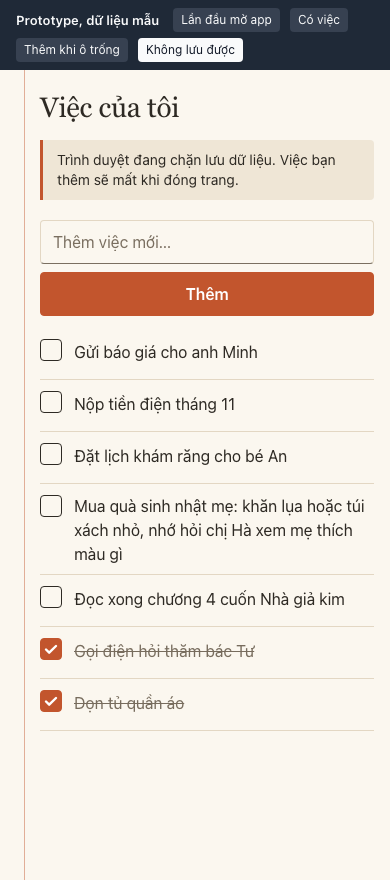 Prototype, dữ liệu mẫu
Lần đầu mở app
Có việc
Thêm khi ô trống
Không lưu được
Việc của tôi
Trình duyệt đang chặn lưu dữ liệu. Việc bạn
thêm sẽ mất khi đóng trang.
Thêm việc mới...
Thêm
Gửi báo giá cho anh Minh
Nộp tiền điện tháng 11
Đặt lịch khám răng cho bé An
Mua quà sinh nhật mẹ: khăn lụa hoặc túi
xách nhỏ, nhớ hỏi chị Hà xem mẹ thích
màu gì
Đọc xong chương 4 cuốn Nhà giả kim
Gọi điện hỏi thăm bác Tư
Dọn tủ quần áo